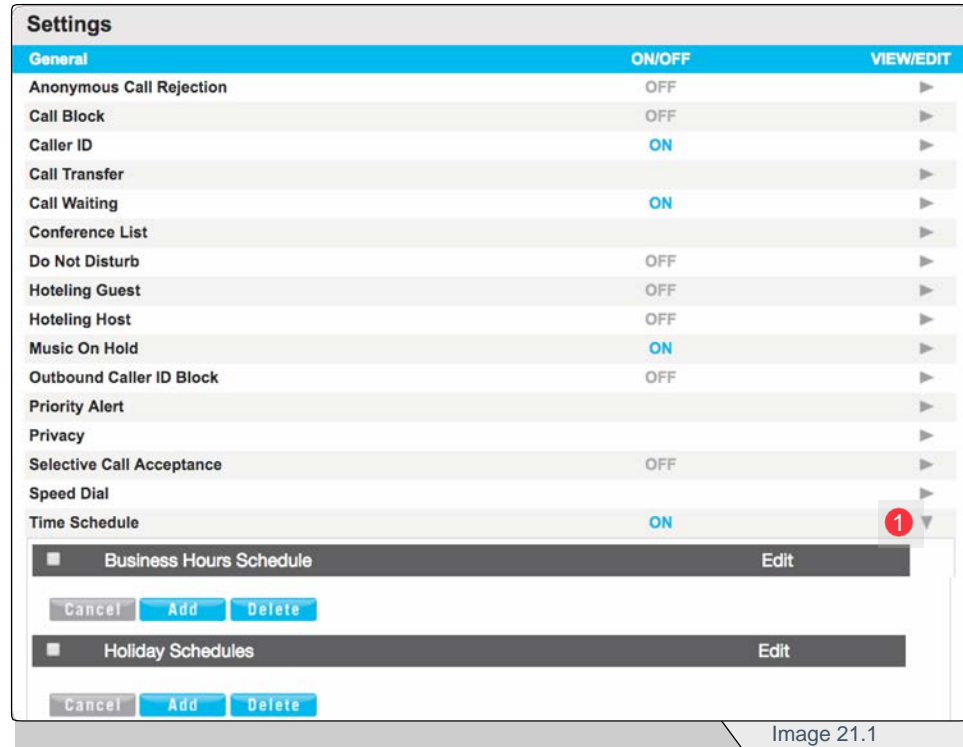 Settings
General ON/OFF VIEW/EDIT
Anonymous Call Rejection OFF
Call Block OFF
Caller ID ON
Call Transfer
Call Waiting ON
Conference List
Do Not Disturb OFF
Hoteling Guest OFF
Hoteling Host OFF
Music On Hold ON
Outbound Caller ID Block OFF
Priority Alert
Privacy
Selective Call Acceptance OFF
Speed Dial
Time Schedule ON 1
Business Hours Schedule Edit
Cancel Add Delete
Holiday Schedules Edit
Cancel Add Delete
Image 21.1